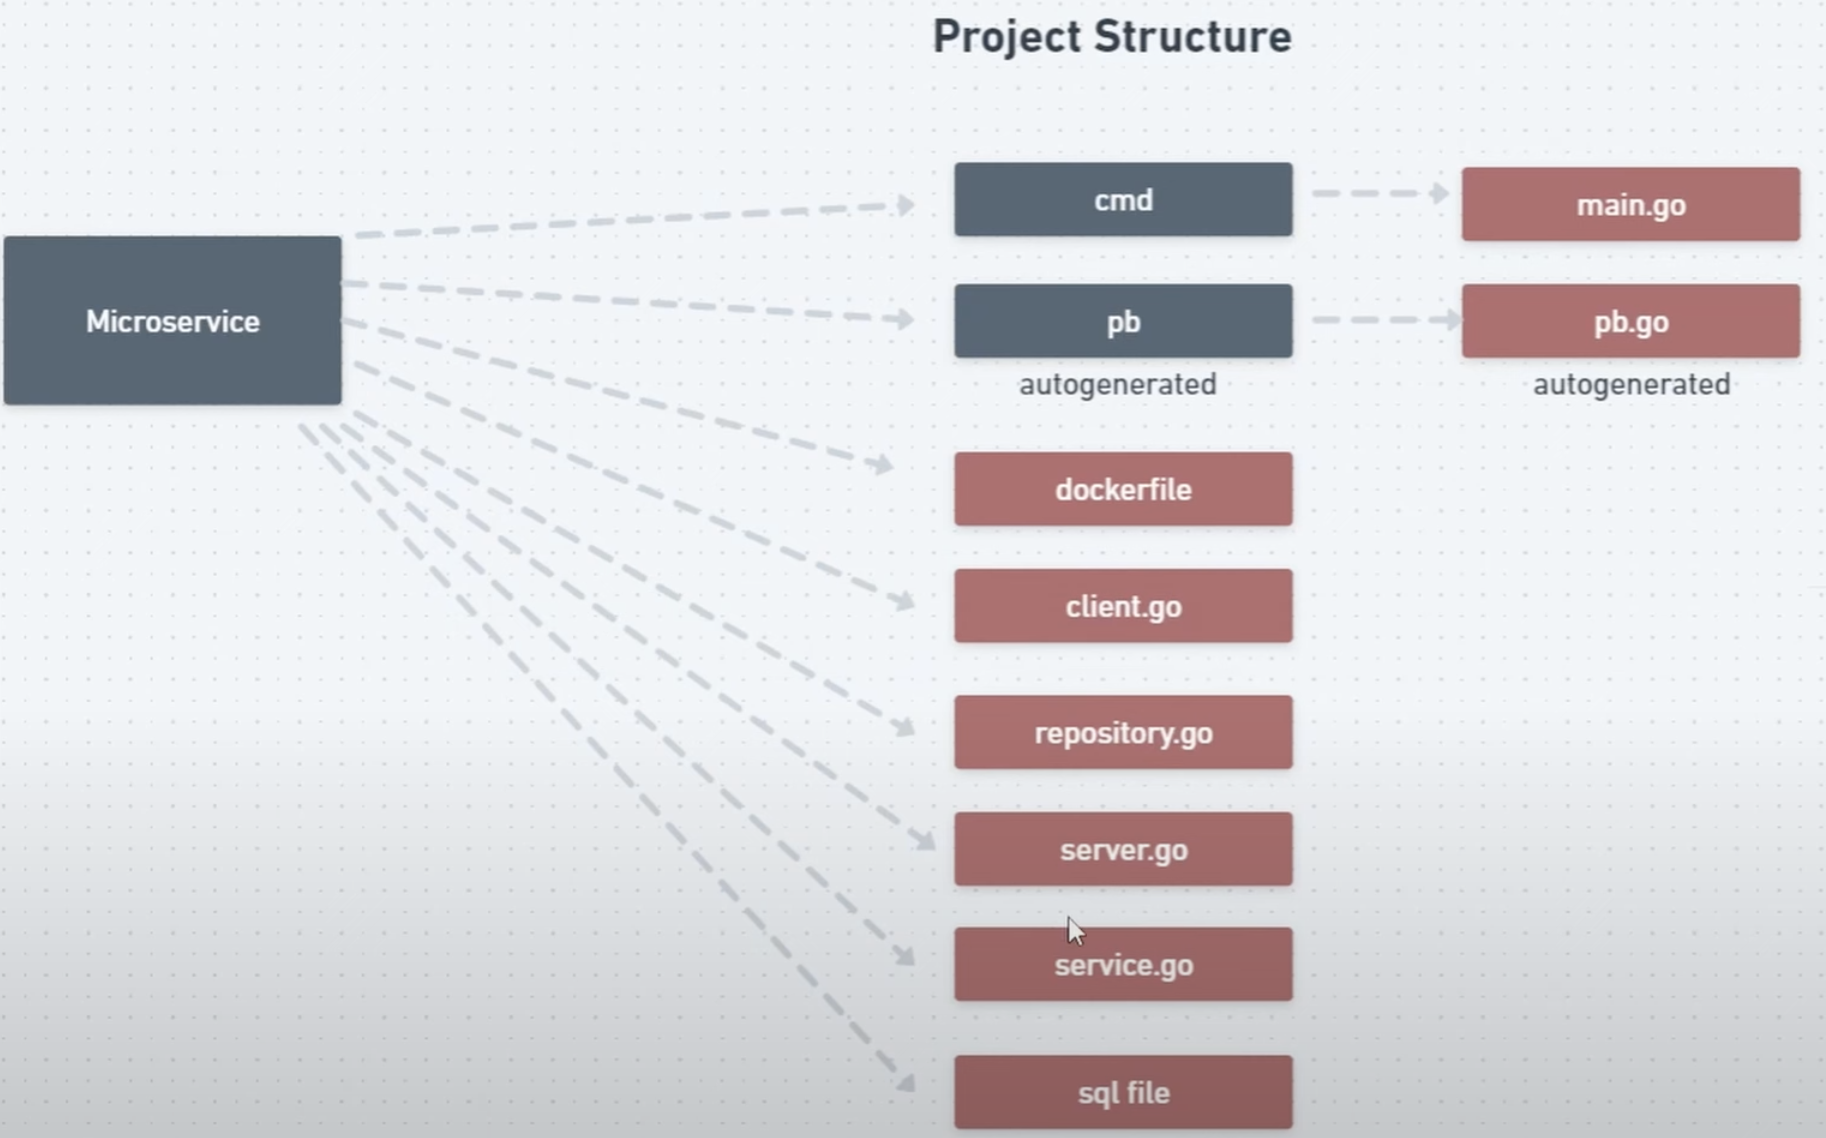 Project Structure
cmd
main.go
Microservice
pb
pb.go
autogenerated
autogenerated
dockerfile
client.go
repository.go
server.go
service.go
sql file